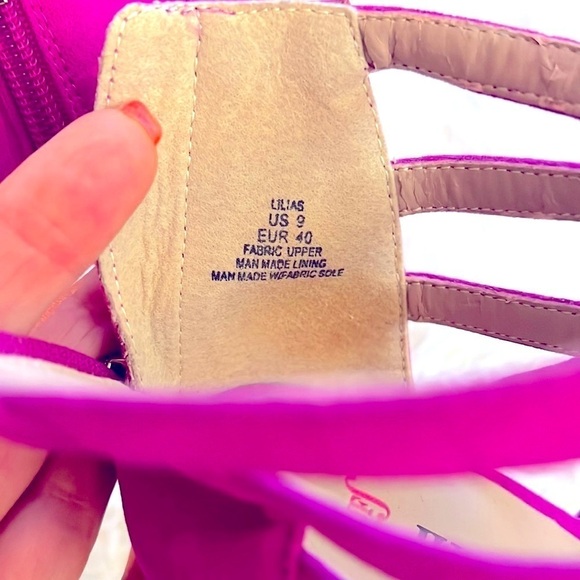 LILIAS
US 9
EUR 40
FABRIC UPPER
MAN MADE LINING
MAN MADE W/FABRIC SOLE